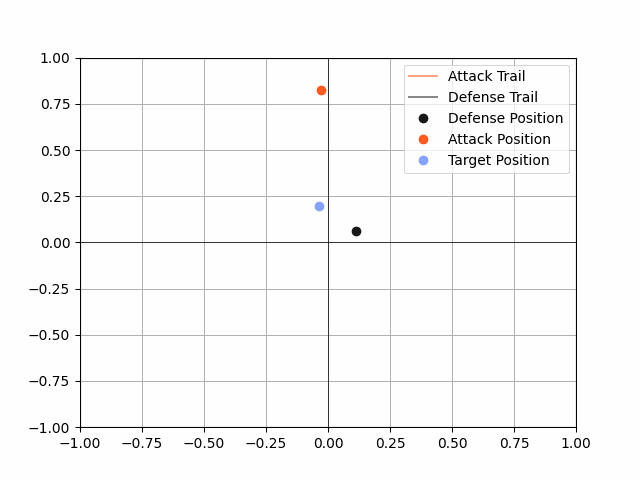 1.00
0.75
0.50
0.25
0.00
−0.25
−0.50
−0.75
−1.00
−1.00 −0.75 −0.50 −0.25 0.00 0.25 0.50 0.75 1.00
Attack Trail
Defense Trail
Defense Position
Attack Position
Target Position